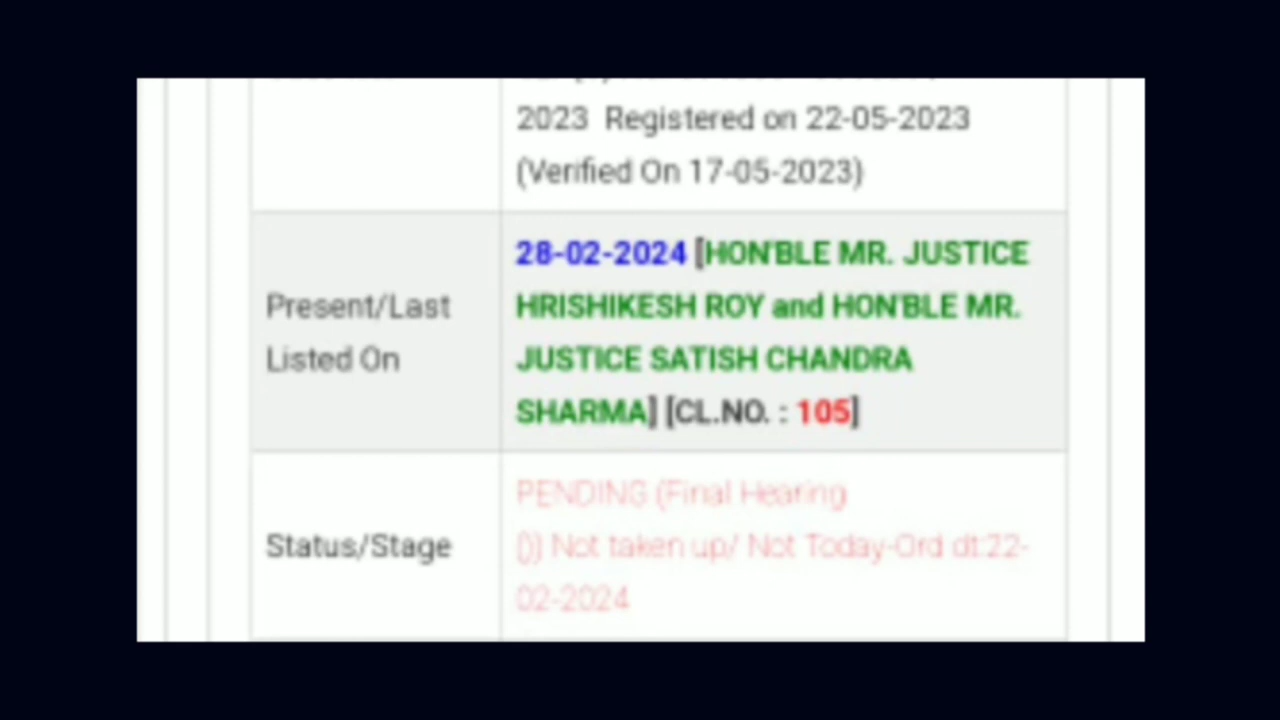 2023 Registered on 22-05-2023
(Verified On 17-05-2023)
Present/Last
Listed On
28-02-2024 [HON'BLE MR. JUSTICE
HRISHIKESH ROY and HON'BLE MR.
JUSTICE SATISH CHANDRA
SHARMA] [CL.NO. : 105]
Status/Stage
PENDING (Final Hearing
()) Not taken up/ Not Today-Ord dt:22-
02-2024